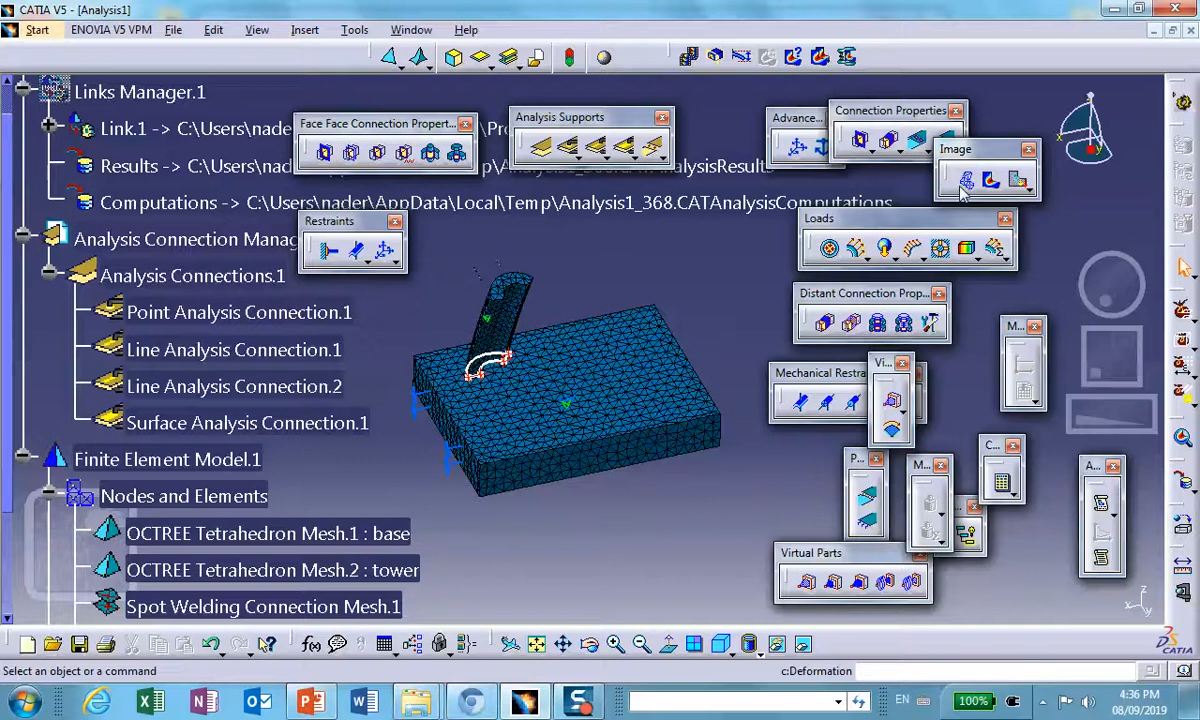 CATIA V5 - [Analysis1]
Start ENOVIA V5 VPM File Edit View Insert Tools Window Help
Links Manager.1
Link.1 -> C:\Users\nader
Results -> C:\Users\nade
AnalysisResults
Computations -> C:\Users\nader\AppData\Local\Temp\Analysis1_368.CATAnalysisComputations
Analysis Connection Manag
Analysis Connections.1
Point Analysis Connection.1
Line Analysis Connection.1
Line Analysis Connection.2
Surface Analysis Connection.1
Finite Element Model.1
Nodes and Elements
OCTREE Tetrahedron Mesh.1 : base
OCTREE Tetrahedron Mesh.2 : tower
Spot Welding Connection Mesh.1
Face Face Connection Propert...
Analysis Supports
Advance...
Connection Properties
Image
Restraints
Loads
Distant Connection Prop...
M...
Mechanical Restra
Vi...
P...
M...
C...
A...
Virtual Parts
x
y
z
x
y
CATIA
Select an object or a command
c:Deformation
EN
100%
4:36 PM
08/09/2019